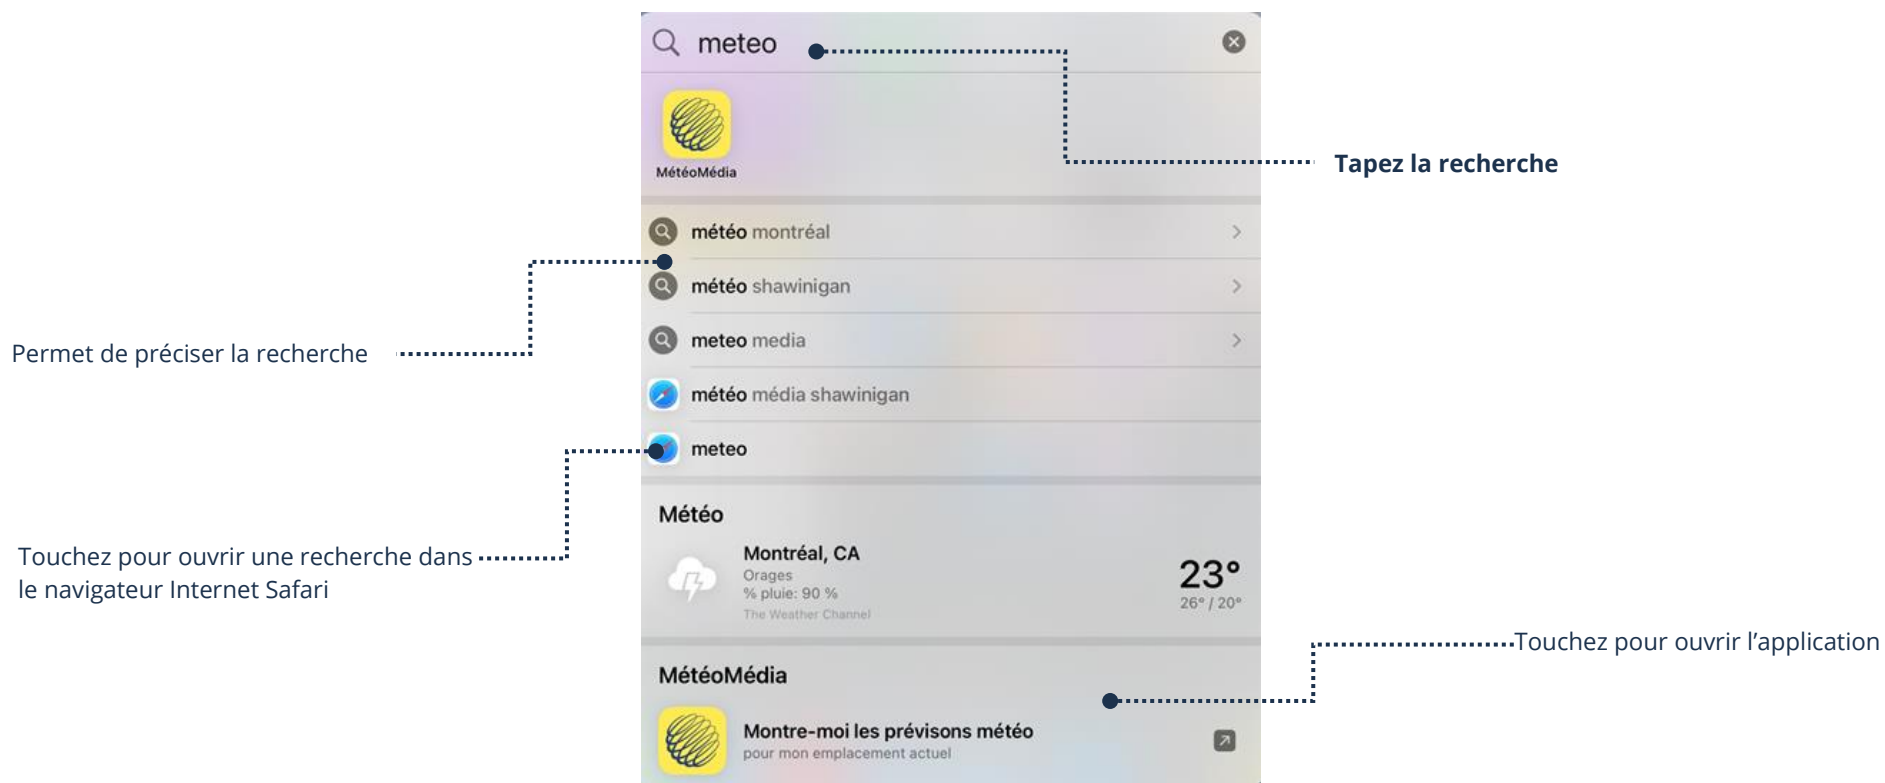 meteo
MétéoMédia
Tapez la recherche
météo montréal
météo shawinigan
meteo media
météo média shawinigan
meteo
Permet de préciser la recherche
Touchez pour ouvrir une recherche dans
le navigateur Internet Safari
Météo
Montréal, CA
Orages
% pluie: 90 %
The Weather Channel
23°
26° / 20°
Touchez pour ouvrir l’application
MétéoMédia
Montre-moi les prévisons météo
pour mon emplacement actuel